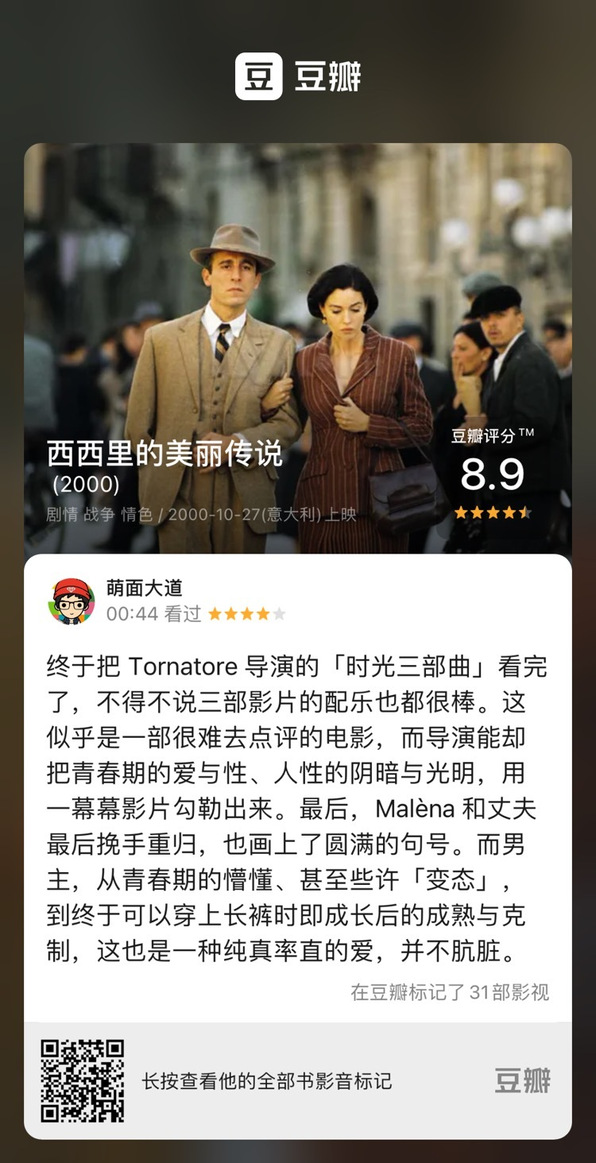 豆 豆瓣
西西里的美丽传说
(2000)
剧情 战争 情色 / 2000-10-27(意大利)上映
豆瓣评分™
8.9
萌面大道
00:44 看过
终于把 Tornatore 导演的「时光三部曲」看完
了，不得不说三部影片的配乐也都很棒。这
似乎是一部很难去点评的电影，而导演能却
把青春期的爱与性、人性的阴暗与光明，用
一幕幕影片勾勒出来。最后，Malèna 和丈夫
最后挽手重归，也画上了圆满的句号。而男
主，从青春期的懵懂、甚至些许「变态」，
到终于可以穿上长裤时即成长后的成熟与克
制，这也是一种纯真率直的爱，并不肮脏。
在豆瓣标记了 31部影视
长按查看他的全部书影音标记
豆瓣